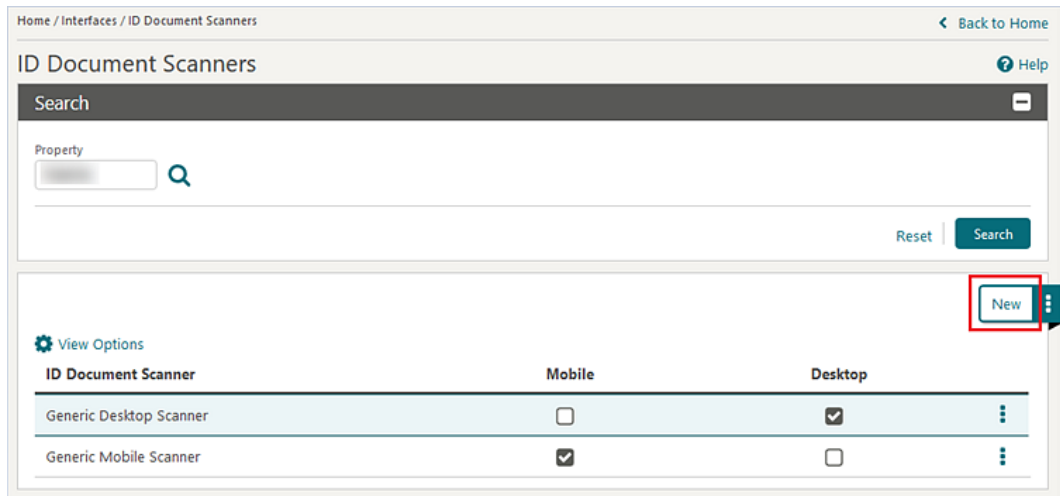 Home / Interfaces / ID Document Scanners
Back to Home
ID Document Scanners
Help
Search
Property
Reset
Search
New
View Options
ID Document Scanner Mobile Desktop
Generic Desktop Scanner
Generic Mobile Scanner